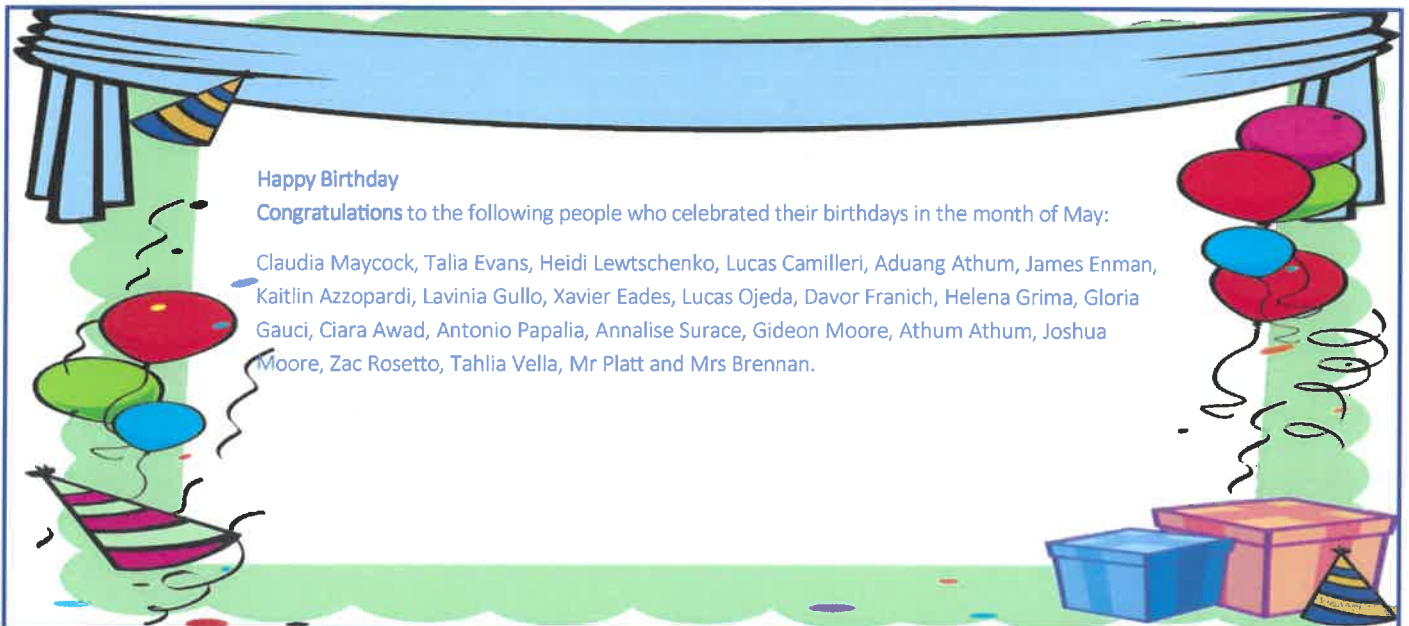 Happy Birthday
Congratulations to the following people who celebrated their birthdays in the month of May:
Claudia Maycock, Talia Evans, Heidi Lewtschenko, Lucas Camilleri, Aduang Athum, James Enman,
Kaitlin Azzopardi, Lavinia Gullo, Xavier Eades, Lucas Ojeda, Davor Franich, Helena Grima, Gloria
Gauci, Ciara Awad, Antonio Papalia, Annalise Surace, Gideon Moore, Athum Athum, Joshua
Moore, Zac Rosetto, Tahlia Vella, Mr Platt and Mrs Brennan.